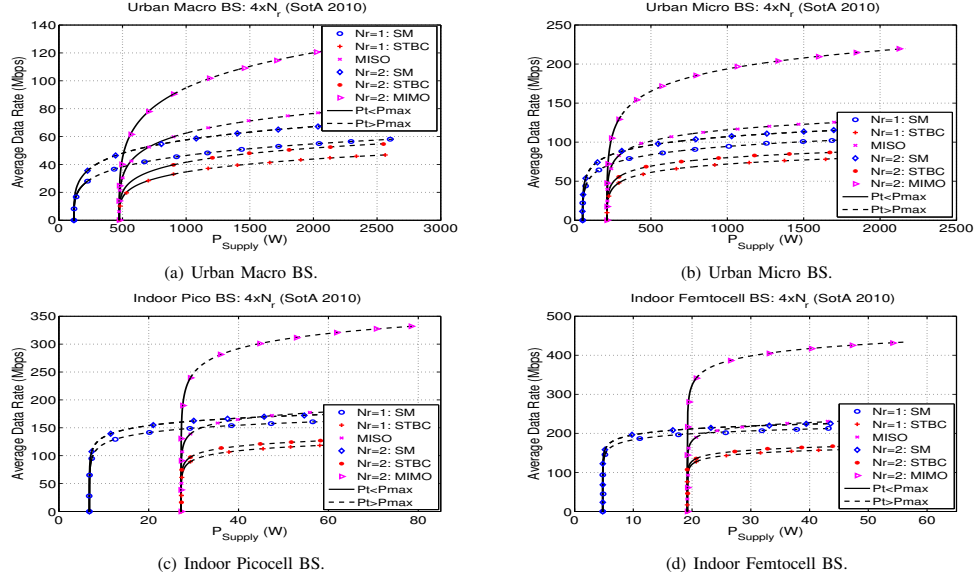 Urban Macro BS: 4xNr (SotA 2010)
140
120
100
80
60
40
20
0
Average Data Rate (Mbps)
0 500 1000 1500 2000 2500 3000
PSupply (W)
Nr=1: SM
Nr=1: STBC
MISO
Nr=2: SM
Nr=2: STBC
Nr=2: MIMO
Pt<Pmax
Pt>Pmax
(a) Urban Macro BS.
Urban Micro BS: 4xNr (SotA 2010)
250
200
150
100
50
0
Average Data Rate (Mbps)
0 500 1000 1500 2000 2500
PSupply (W)
Nr=1: SM
Nr=1: STBC
MISO
Nr=2: SM
Nr=2: STBC
Nr=2: MIMO
Pt<Pmax
Pt>Pmax
(b) Urban Micro BS.
Indoor Pico BS: 4xNr (SotA 2010)
350
300
250
200
150
100
50
0
Average Data Rate (Mbps)
0 20 40 60 80
PSupply (W)
Nr=1: SM
Nr=1: STBC
MISO
Nr=2: SM
Nr=2: STBC
Nr=2: MIMO
Pt<Pmax
Pt>Pmax
(c) Indoor Picocell BS.
Indoor Femtocell BS: 4xNr (SotA 2010)
500
400
300
200
100
0
Average Data Rate (Mbps)
0 10 20 30 40 50 60
PSupply (W)
Nr=1: SM
Nr=1: STBC
MISO
Nr=2: SM
Nr=2: STBC
Nr=2: MIMO
Pt<Pmax
Pt>Pmax
(d) Indoor Femtocell BS.